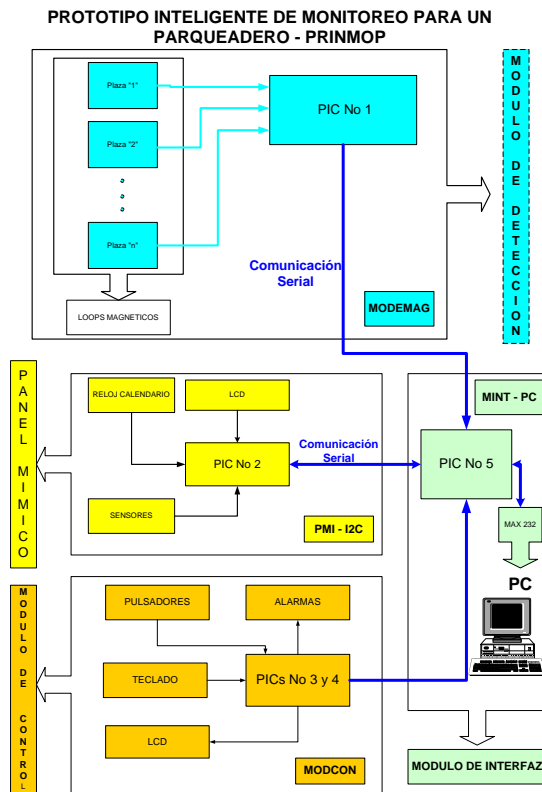 PROTOTIPO INTELIGENTE DE MONITOREO PARA UN
PARQUEADERO - PRINMOP
Plaza "1"
Plaza "2"
Plaza "n"
PIC No 1
LOOPS MAGNETICOS
Comunicación
Serial
MODEMAG
MODULO DE DETECCION
PANEL MIMICO
RELOJ CALENDARIO
LCD
PIC No 2
SENSORES
PMI - I2C
Comunicación
Serial
MINT - PC
PIC No 5
MAX 232
PC
MODULO DE CONTROL
PULSADORES
ALARMAS
TECLADO
PICs No 3 y 4
LCD
MODCON
MODULO DE INTERFAZ